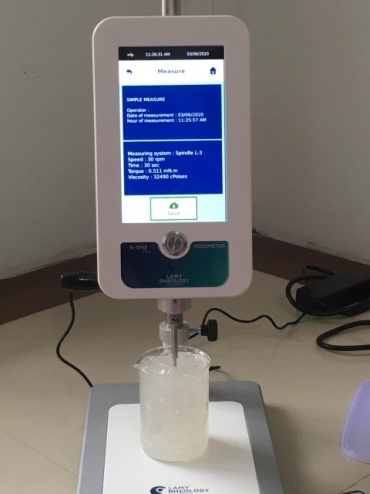 11:26:31 AM 03/06/2020
Measure
SIMPLE MEASURE
Operator :
Date of measurement : 03/06/2020
Hour of measurement : 11:25:57 AM
Measuring system : Spindle L-3
Speed : 30 rpm
Time : 30 sec
Torque : 0.511 mN.m
Viscosity : 32490 cPoises
Save
B-ONE VISCOMETER
LAMY
RHEOLOGY
LAMY
RHEOLOGY